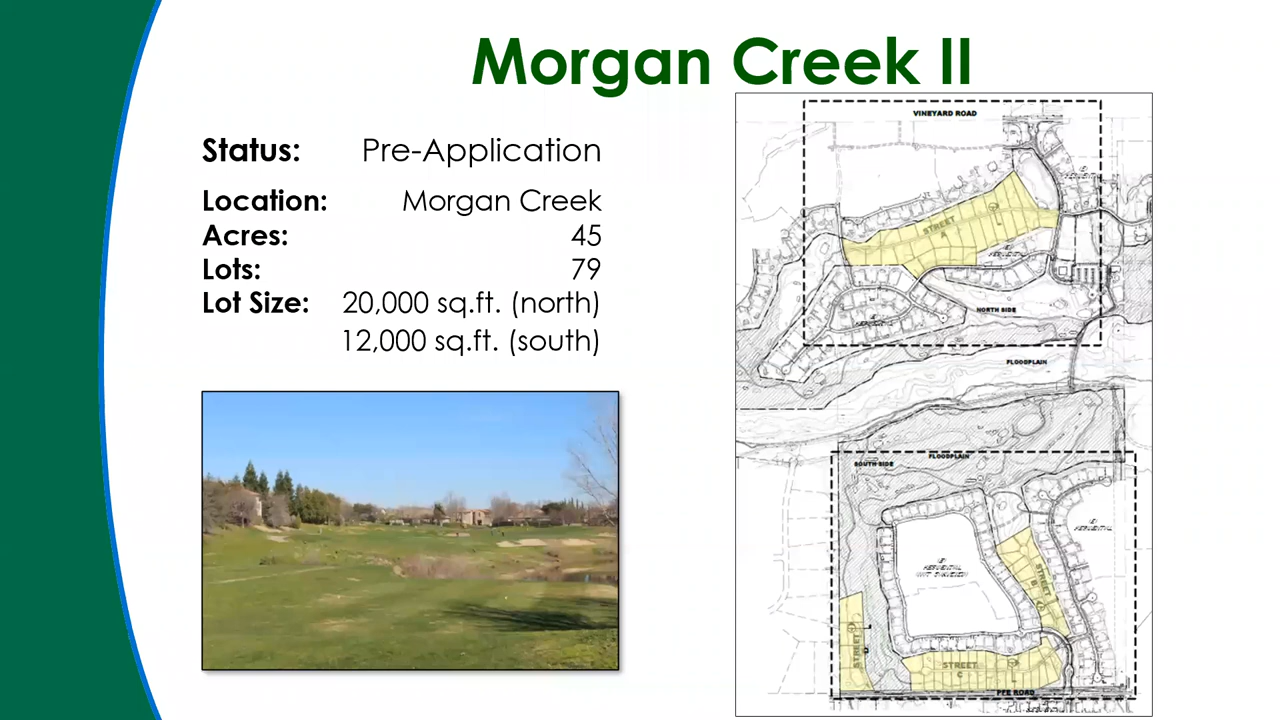 Morgan Creek II
Status: Pre-Application
Location: Morgan Creek
Acres: 45
Lots: 79
Lot Size: 20,000 sq.ft. (north)
12,000 sq.ft. (south)
VINEYARD ROAD
STREET
A
NORTH SIDE
FLOODPLAIN
FLOODPLAIN
SOUTH SIDE
STREET
STREET
STREET
C
PFE ROAD